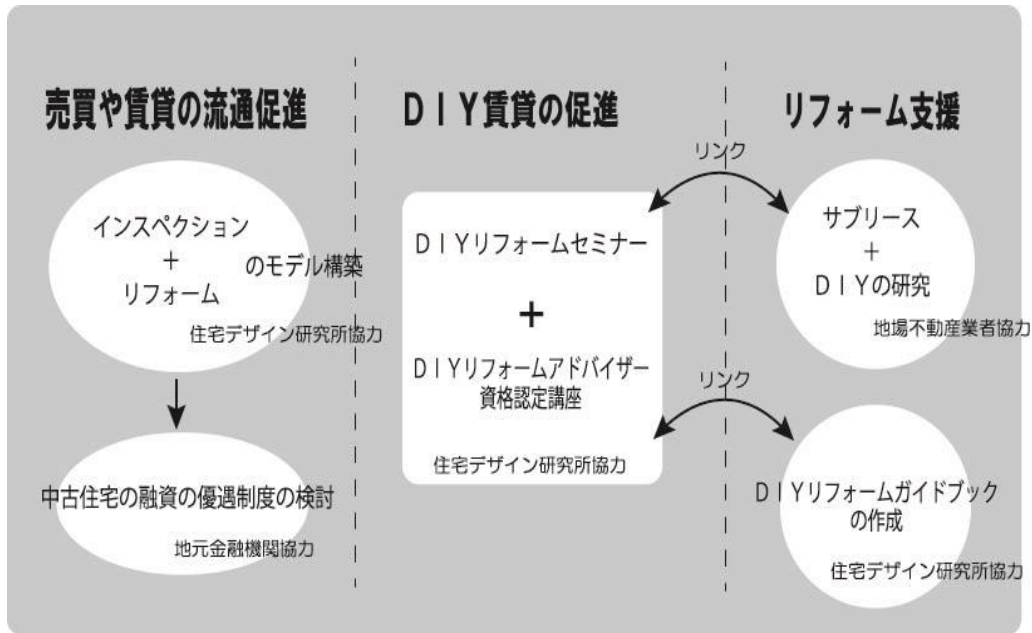 売買や賃貸の流通促進
インスペクション
+
リフォーム
のモデル構築
住宅デザイン研究所協力
中古住宅の融資の優遇制度の検討
地元金融機関協力
ＤＩＹ賃貸の促進
ＤＩＹリフォームセミナー
+
ＤＩＹリフォームアドバイザー
資格認定講座
住宅デザイン研究所協力
リンク
リンク
リフォーム支援
サブリース
+
ＤＩＹの研究
地場不動産業者協力
ＤＩＹリフォームガイドブック
の作成
住宅デザイン研究所協力